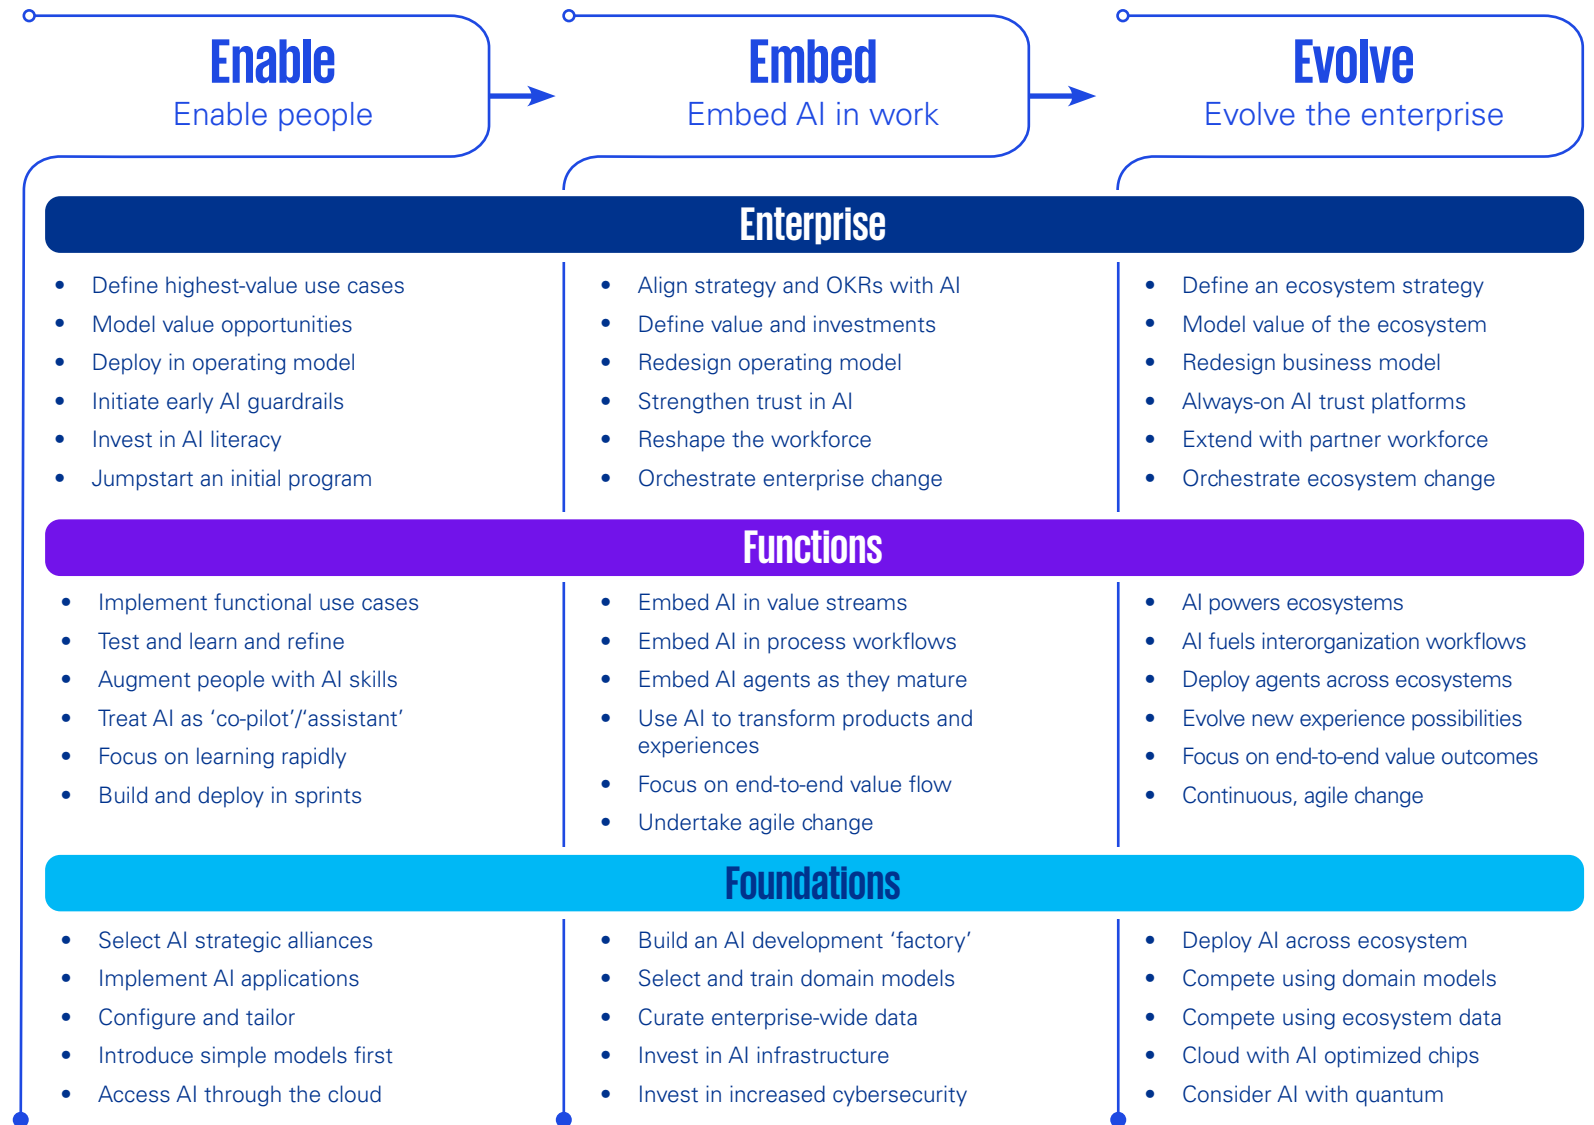 Enable
Enable people
Embed
Embed AI in work
Evolve
Evolve the enterprise
Enterprise
• Define highest-value use cases
• Model value opportunities
• Deploy in operating model
• Initiate early AI guardrails
• Invest in AI literacy
• Jumpstart an initial program
• Align strategy and OKRs with AI
• Define value and investments
• Redesign operating model
• Strengthen trust in AI
• Reshape the workforce
• Orchestrate enterprise change
• Define an ecosystem strategy
• Model value of the ecosystem
• Redesign business model
• Always-on AI trust platforms
• Extend with partner workforce
• Orchestrate ecosystem change
Functions
• Implement functional use cases
• Test and learn and refine
• Augment people with AI skills
• Treat AI as ‘co-pilot’/‘assistant’
• Focus on learning rapidly
• Build and deploy in sprints
• Embed AI in value streams
• Embed AI in process workflows
• Embed AI agents as they mature
• Use AI to transform products and
experiences
• Focus on end-to-end value flow
• Undertake agile change
• AI powers ecosystems
• AI fuels interorganization workflows
• Deploy agents across ecosystems
• Evolve new experience possibilities
• Focus on end-to-end value outcomes
• Continuous, agile change
Foundations
• Select AI strategic alliances
• Implement AI applications
• Configure and tailor
• Introduce simple models first
• Access AI through the cloud
• Build an AI development ‘factory’
• Select and train domain models
• Curate enterprise-wide data
• Invest in AI infrastructure
• Invest in increased cybersecurity
• Deploy AI across ecosystem
• Compete using domain models
• Compete using ecosystem data
• Cloud with AI optimized chips
• Consider AI with quantum